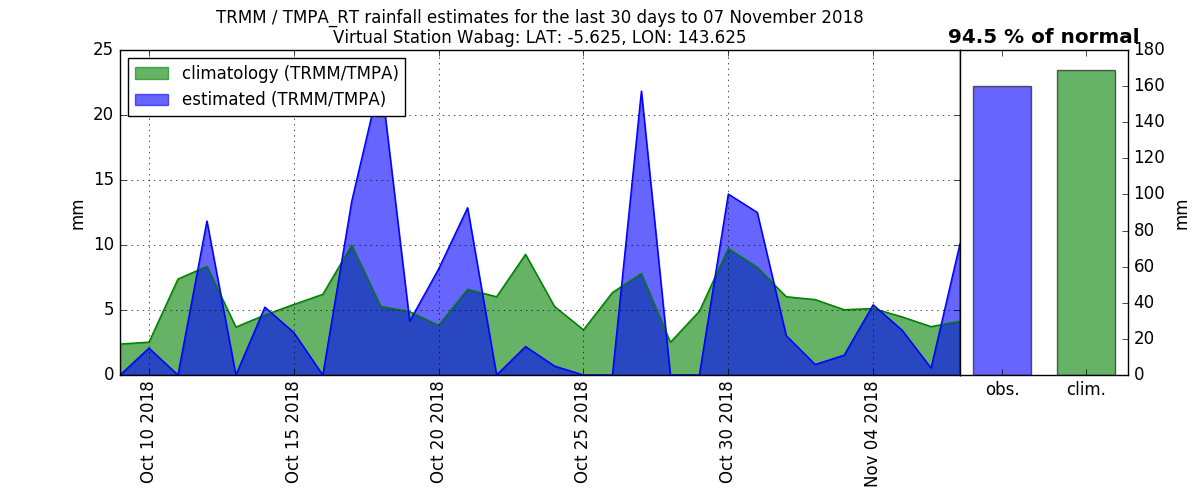 TRMM / TMPA_RT rainfall estimates for the last 30 days to 07 November 2018
Virtual Station Wabag: LAT: -5.625, LON: 143.625
94.5 % of normal
climatology (TRMM/TMPA)
estimated (TRMM/TMPA)
25
20
15
10
5
0
mm
Oct 10 2018
Oct 15 2018
Oct 20 2018
Oct 25 2018
Oct 30 2018
Nov 04 2018
obs.
clim.
180
160
140
120
100
80
60
40
20
0
mm